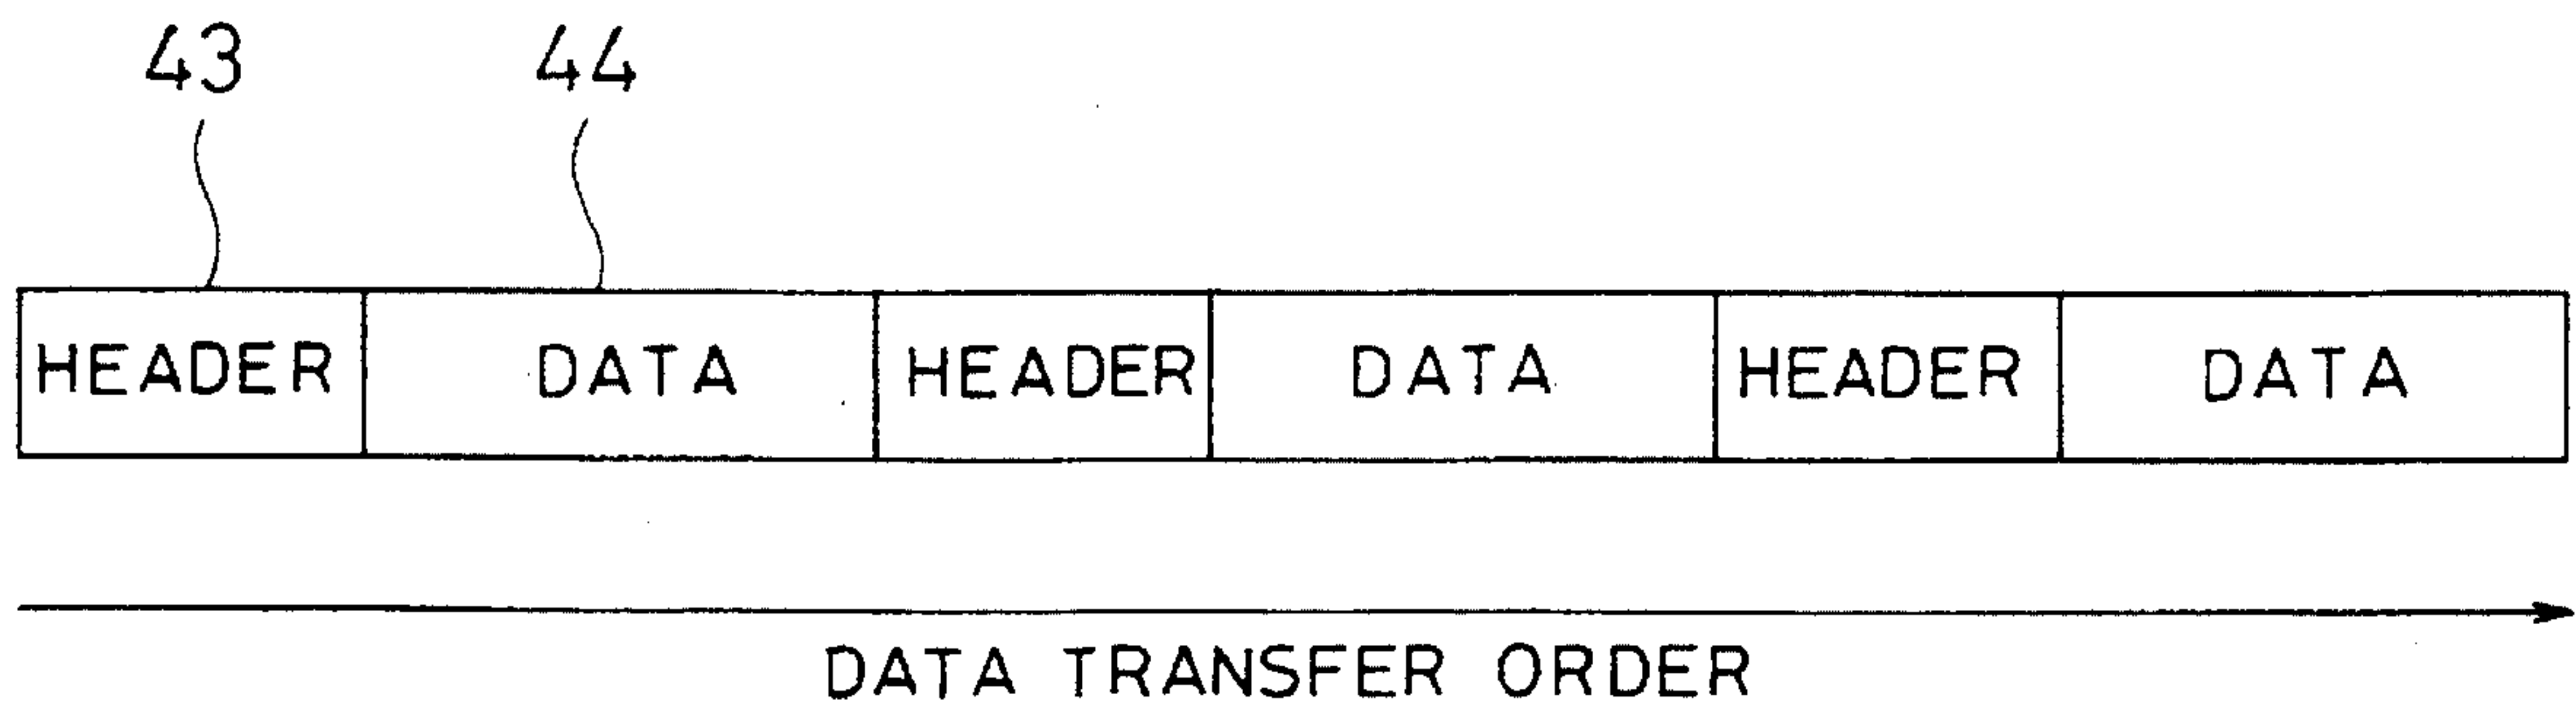 43 44
HEADER DATA HEADER DATA HEADER DATA
DATA TRANSFER ORDER